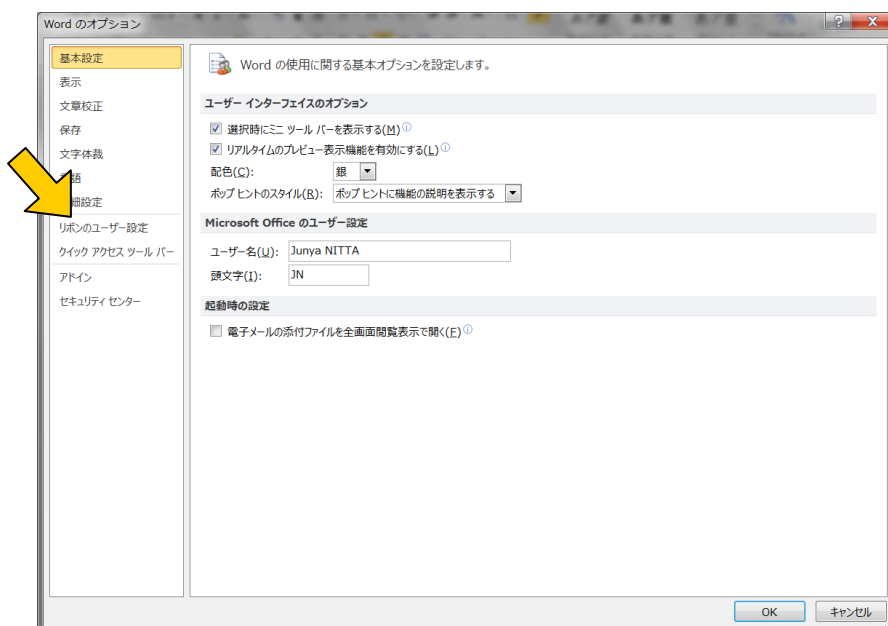 Word のオプション
基本設定
表示
文章校正
保存
文字体裁
語
細設定
リボンのユーザー設定
クイック アクセス ツール バー
アドイン
セキュリティ センター
Word の使用に関する基本オプションを設定します。
ユーザー インターフェイスのオプション
選択時にミニ ツール バーを表示する(M)
リアルタイムのプレビュー表示機能を有効にする(L)
配色(C): 銀
ポップ ヒントのスタイル(R): ポップ ヒントに機能の説明を表示する
Microsoft Office のユーザー設定
ユーザー名(U): Junya NITTA
頭文字(I): JN
起動時の設定
電子メールの添付ファイルを全画面閲覧表示で開く(F)
OK キャンセル